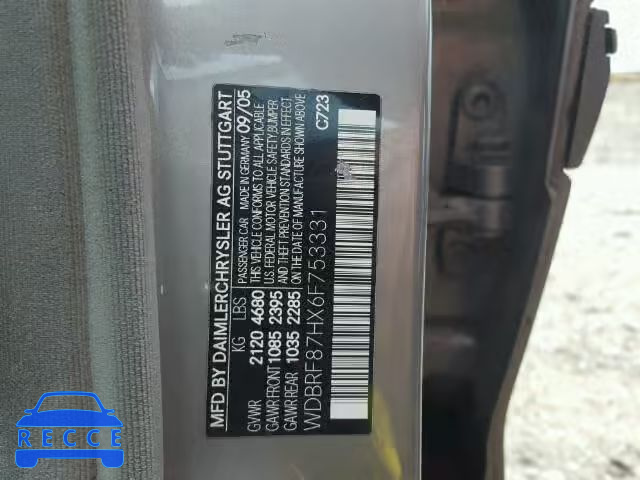 MFD BY DAIMLERCHRYSLER AG STUTTGART
PASSENGER CAR MADE IN GERMANY 09/05
KG LBS
THIS VEHICLE CONFORMS TO ALL APPLICABLE
U.S. FEDERAL MOTOR VEHICLE SAFETY, BUMPER
AND THEFT PREVENTION STANDARDS IN EFFECT
ON THE DATE OF MANUFACTURE SHOWN ABOVE.
GVWR 2120 4680
GAWR FRONT 1085 2395
GAWR REAR 1035 2285
C723
WDBRF87HX6F753331
RECCE